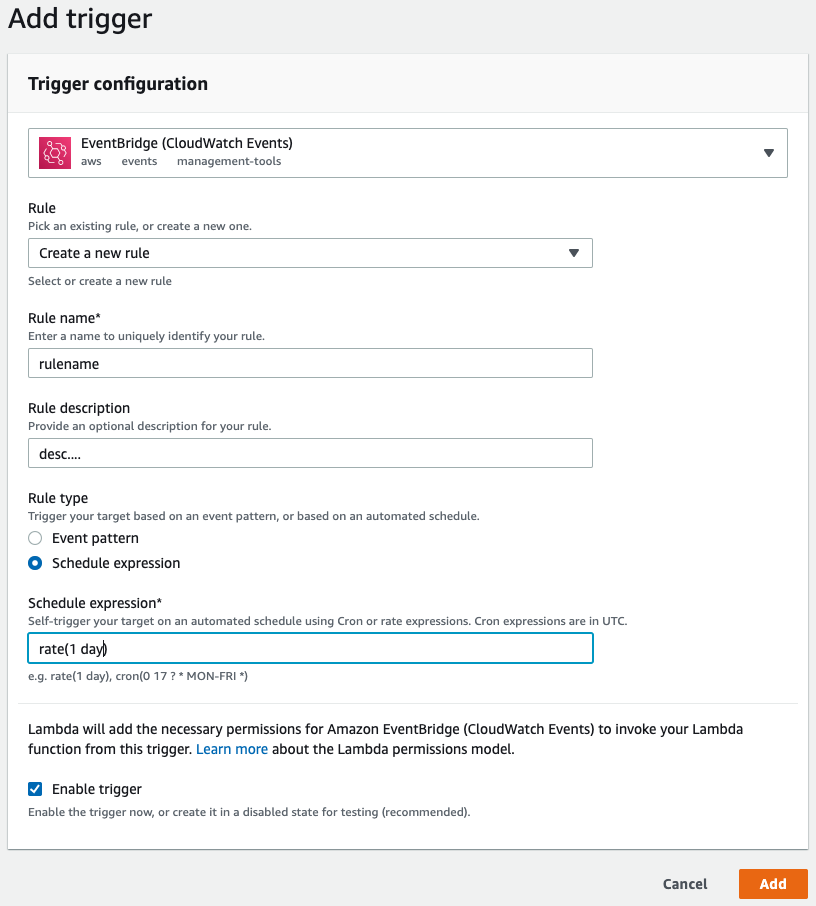 Add trigger
Trigger configuration
EventBridge (CloudWatch Events)
aws events management-tools
Rule
Pick an existing rule, or create a new one.
Create a new rule
Select or create a new rule
Rule name*
Enter a name to uniquely identify your rule.
rulename
Rule description
Provide an optional description for your rule.
desc....
Rule type
Trigger your target based on an event pattern, or based on an automated schedule.
Event pattern
Schedule expression
Schedule expression*
Self-trigger your target on an automated schedule using Cron or rate expressions. Cron expressions are in UTC.
rate(1 day)
e.g. rate(1 day), cron(0 17 ? * MON-FRI *)
Lambda will add the necessary permissions for Amazon EventBridge (CloudWatch Events) to invoke your Lambda
function from this trigger. Learn more about the Lambda permissions model.
Enable trigger
Enable the trigger now, or create it in a disabled state for testing (recommended).
Cancel Add